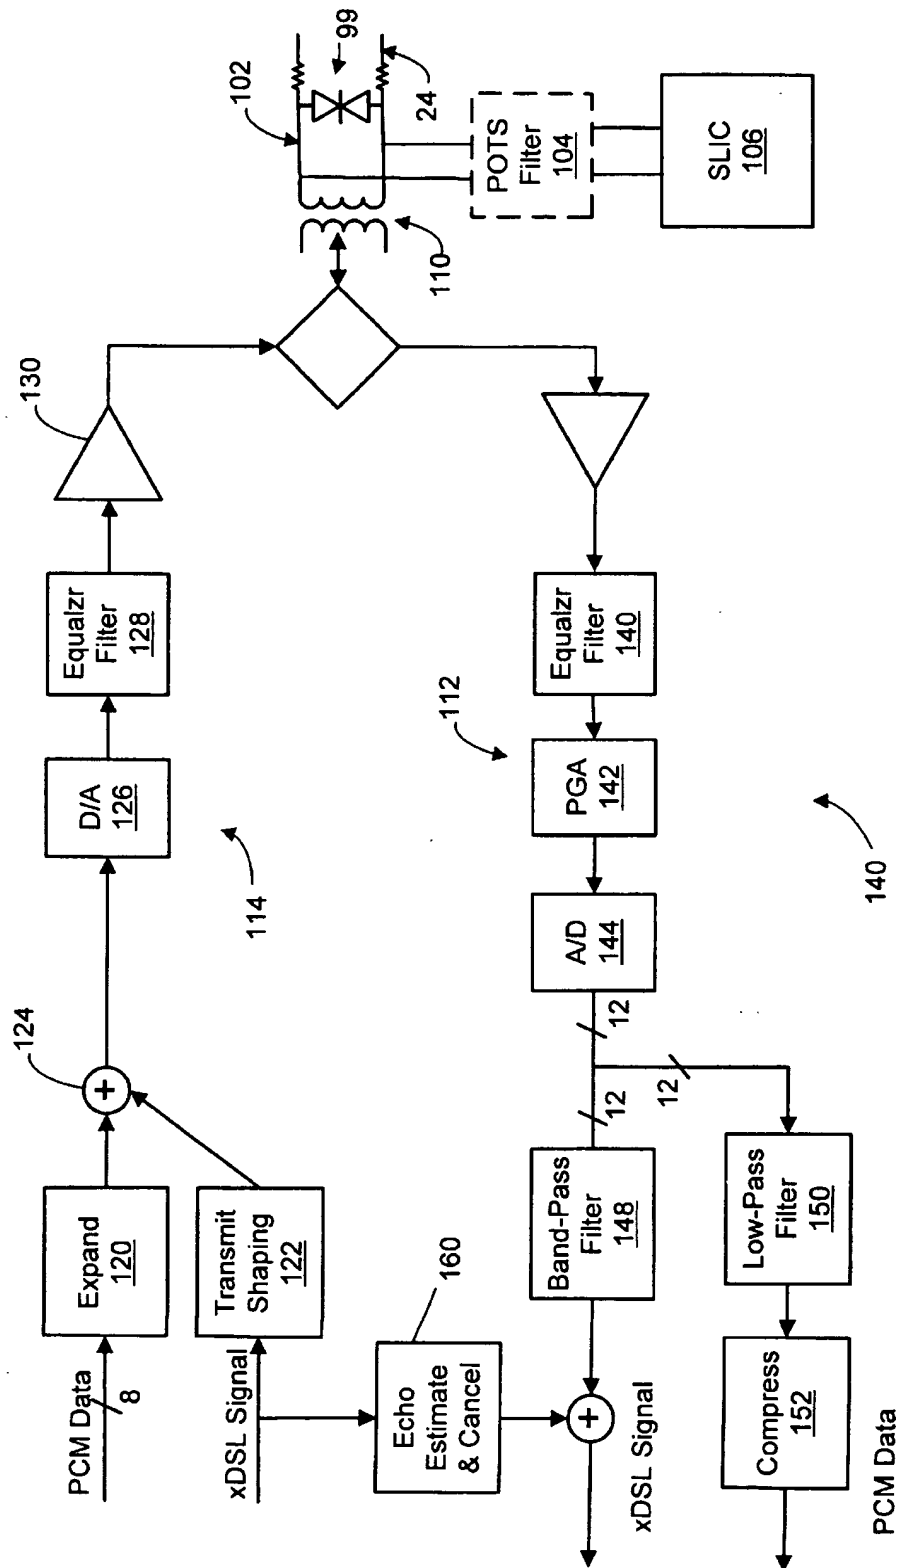 PCM Data
8
Expand
120
124
D/A
126
Equalzr
Filter
128
130
114
xDSL Signal
Transmit
Shaping
122
160
Echo
Estimate
& Cancel
xDSL Signal
Band-Pass
Filter
148
12
12
12
A/D
144
PGA
142
112
Equalzr
Filter
140
110
102
99
24
POTS
Filter
104
SLIC
106
Low-Pass
Filter
150
Compress
152
PCM Data
140